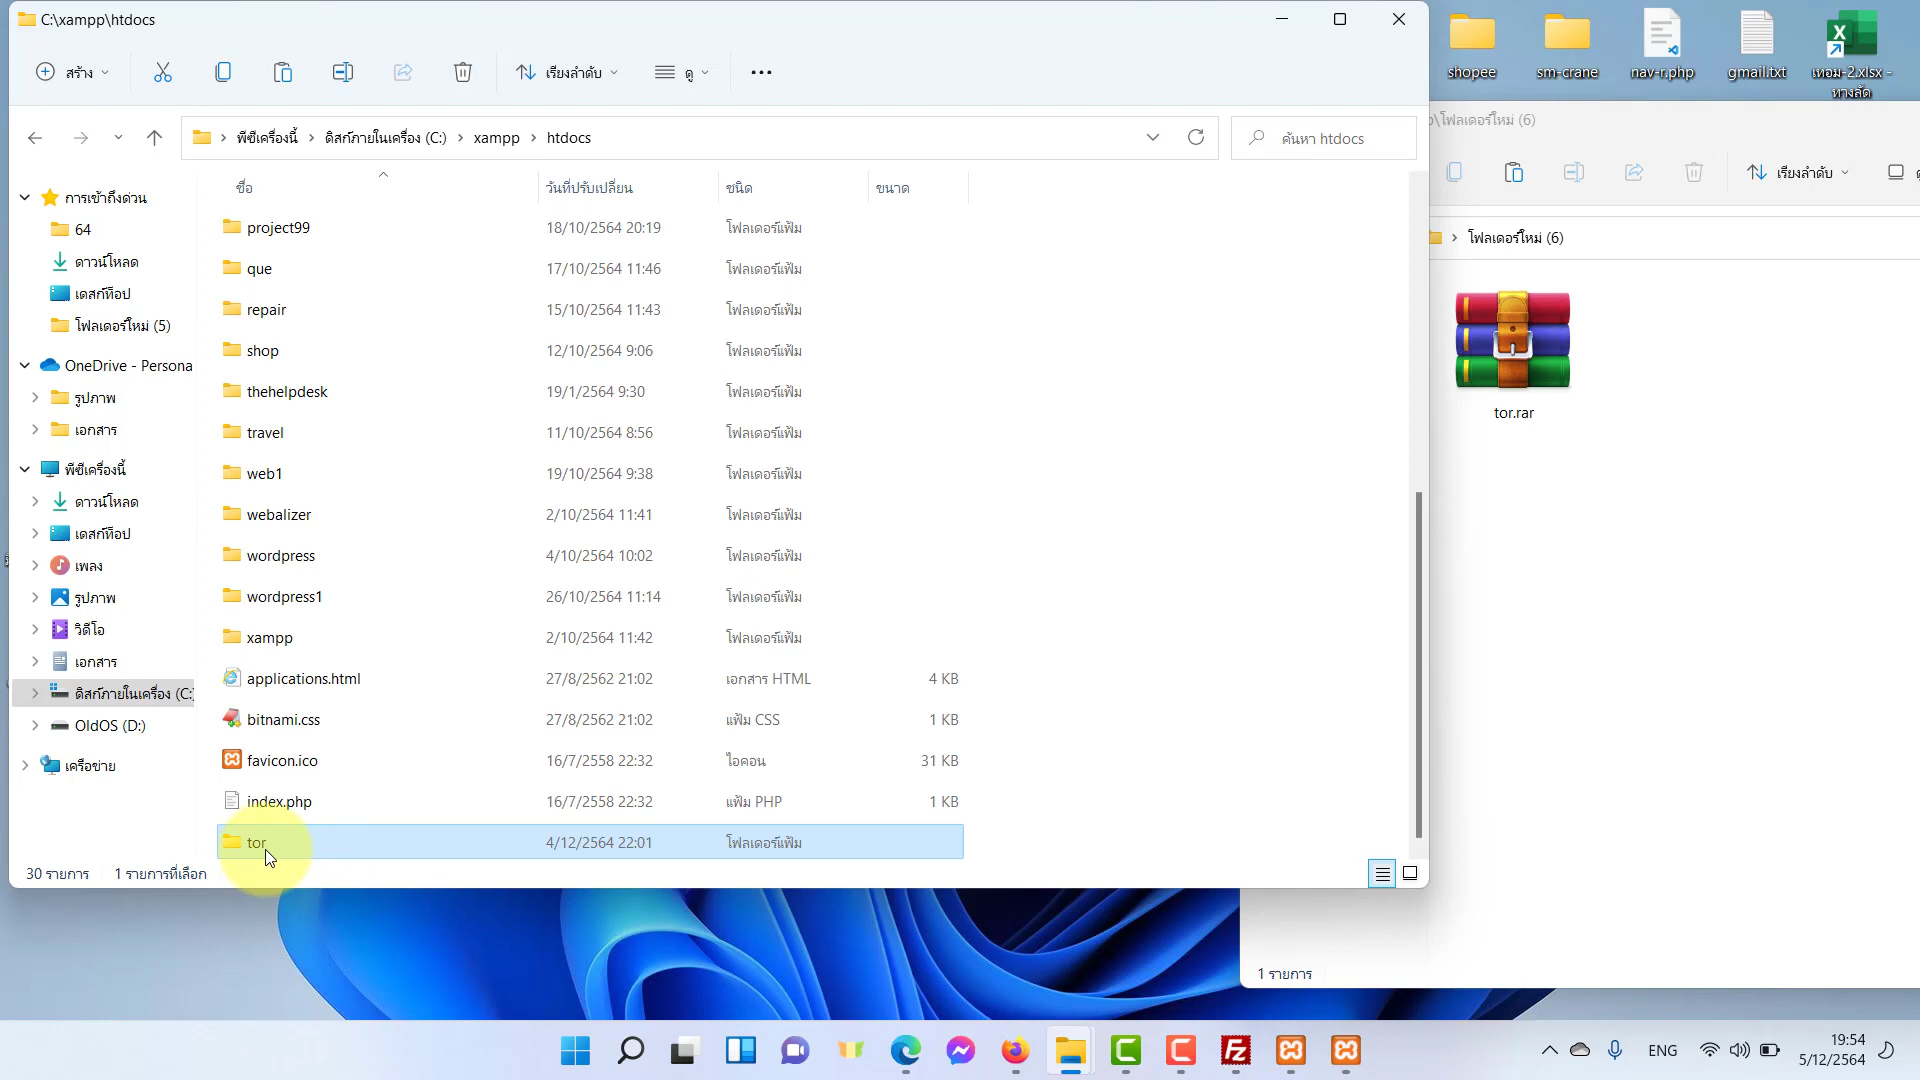 C:\xampp\htdocs
สร้าง
เรียงลำดับ
ดู
พีซีเครื่องนี้
ดิสก์ภายในเครื่อง (C:)
xampp
htdocs
ค้นหา htdocs
การเข้าถึงด่วน
64
ดาวน์โหลด
เดสก์ท็อป
โฟลเดอร์ใหม่ (5)
OneDrive - Persona
รูปภาพ
เอกสาร
พีซีเครื่องนี้
ดาวน์โหลด
เดสก์ท็อป
เพลง
รูปภาพ
วิดีโอ
เอกสาร
ดิสก์ภายในเครื่อง (C:)
OldOS (D:)
เครือข่าย
ชื่อ วันที่ปรับเปลี่ยน ชนิด ขนาด
project99 18/10/2564 20:19 โฟลเดอร์แฟ้ม
que 17/10/2564 11:46 โฟลเดอร์แฟ้ม
repair 15/10/2564 11:43 โฟลเดอร์แฟ้ม
shop 12/10/2564 9:06 โฟลเดอร์แฟ้ม
thehelpdesk 19/1/2564 9:30 โฟลเดอร์แฟ้ม
travel 11/10/2564 8:56 โฟลเดอร์แฟ้ม
web1 19/10/2564 9:38 โฟลเดอร์แฟ้ม
webalizer 2/10/2564 11:41 โฟลเดอร์แฟ้ม
wordpress 4/10/2564 10:02 โฟลเดอร์แฟ้ม
wordpress1 26/10/2564 11:14 โฟลเดอร์แฟ้ม
xampp 2/10/2564 11:42 โฟลเดอร์แฟ้ม
applications.html 27/8/2562 21:02 เอกสาร HTML 4 KB
bitnami.css 27/8/2562 21:02 แฟ้ม CSS 1 KB
favicon.ico 16/7/2558 22:32 ไอคอน 31 KB
index.php 16/7/2558 22:32 แฟ้ม PHP 1 KB
tor 4/12/2564 22:01 โฟลเดอร์แฟ้ม
30 รายการ 1 รายการที่เลือก
shopee
sm-crane
nav-r.php
gmail.txt
เทอม-2.xlsx -
ทางลัด
\โฟลเดอร์ใหม่ (6)
เรียงลำดับ
โฟลเดอร์ใหม่ (6)
tor.rar
1 รายการ
ENG
19:54
5/12/2564